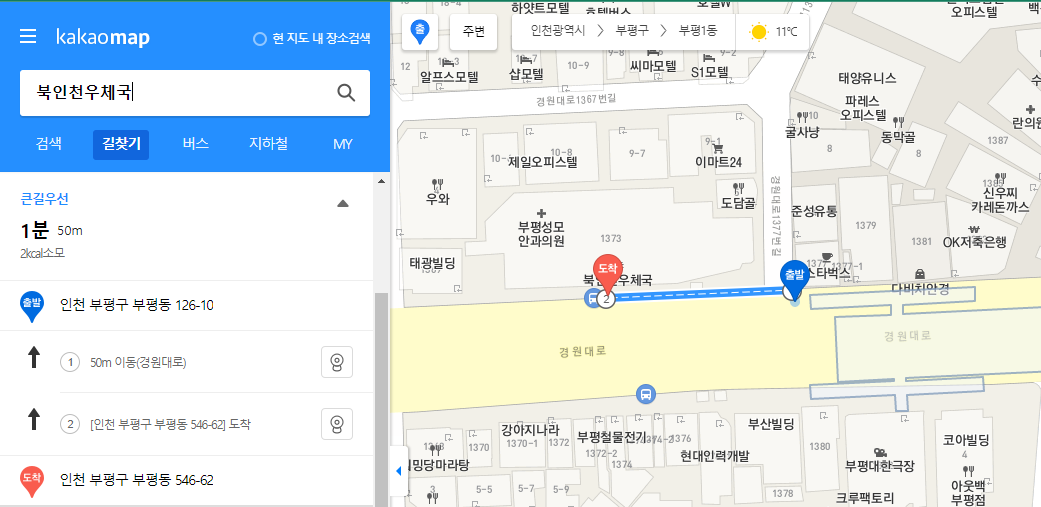 kakaomap
현 지도 내 장소검색
북인천우체국
검색
길찾기
버스
지하철
MY
큰길우선
1분 50m
2kcal소모
출발
인천 부평구 부평동 126-10
1
50m 이동(경원대로)
2
[인천 부평구 부평동 546-62] 도착
도착
인천 부평구 부평동 546-62
출
주변
인천광역시
부평구
부평1동
11℃
하얏트모텔
호텔W
오피스텔
12
알프스모텔
샵모텔
10-9
씨마모텔
S1모텔
경원대로1367번길
태양유니스
파레스
오피스텔
굴사냥
동막골
8
8
란의원
1387
9-1
이마트24
10-8
제일오피스텔
9-7
우와
도담골
신우찌
카레돈까스
경원대로1377번길
준성유통
1379
1381
OK저축은행
부평성모
안과의원
1373
태광빌딩
1377-1
스타벅스
다비치안경
도착
북인천우체국
출발
2
경원대로
경원대로
강아지나라
1370-1
1372
1370
부평철물전기
1372-2
1374
1374-2
1376
현대인력개발
부산빌딩
1380
1378
부평대한극장
크루팩토리
코아빌딩
4
아웃백
부평점
밍당마라탕
3
5-5
5-7